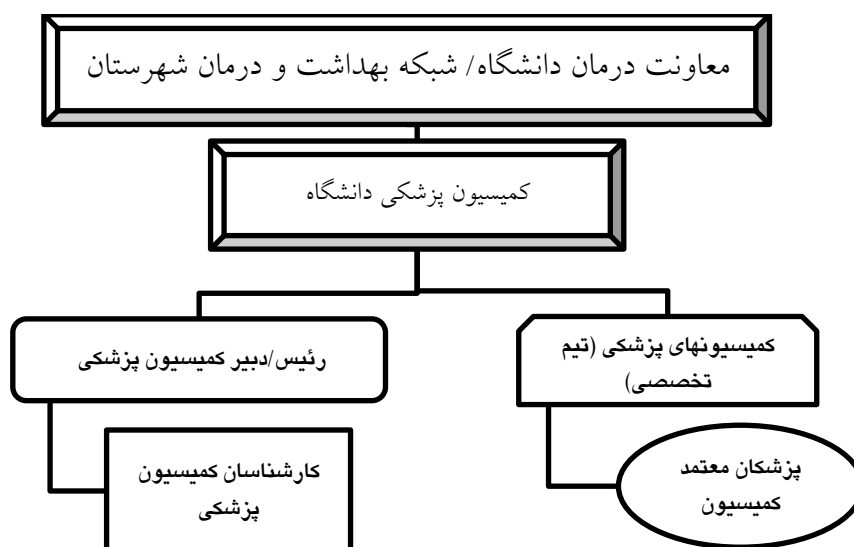 معاونت درمان دانشگاه/ شبکه بهداشت و درمان شهرستان
کمیسیون پزشکی دانشگاه
کمیسیونهای پزشکی (تیم
تخصصی)
رئیس/دبیر کمیسیون پزشکی
پزشکان معتمد
کمیسیون
کارشناسان کمیسیون
پزشکی